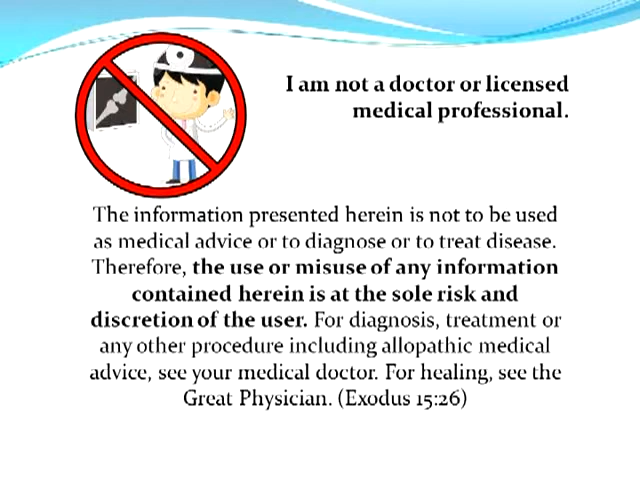 I am not a doctor or licensed
medical professional.
The information presented herein is not to be used
as medical advice or to diagnose or to treat disease.
Therefore, the use or misuse of any information
contained herein is at the sole risk and
discretion of the user. For diagnosis, treatment or
any other procedure including allopathic medical
advice, see your medical doctor. For healing, see the
Great Physician. (Exodus 15:26)